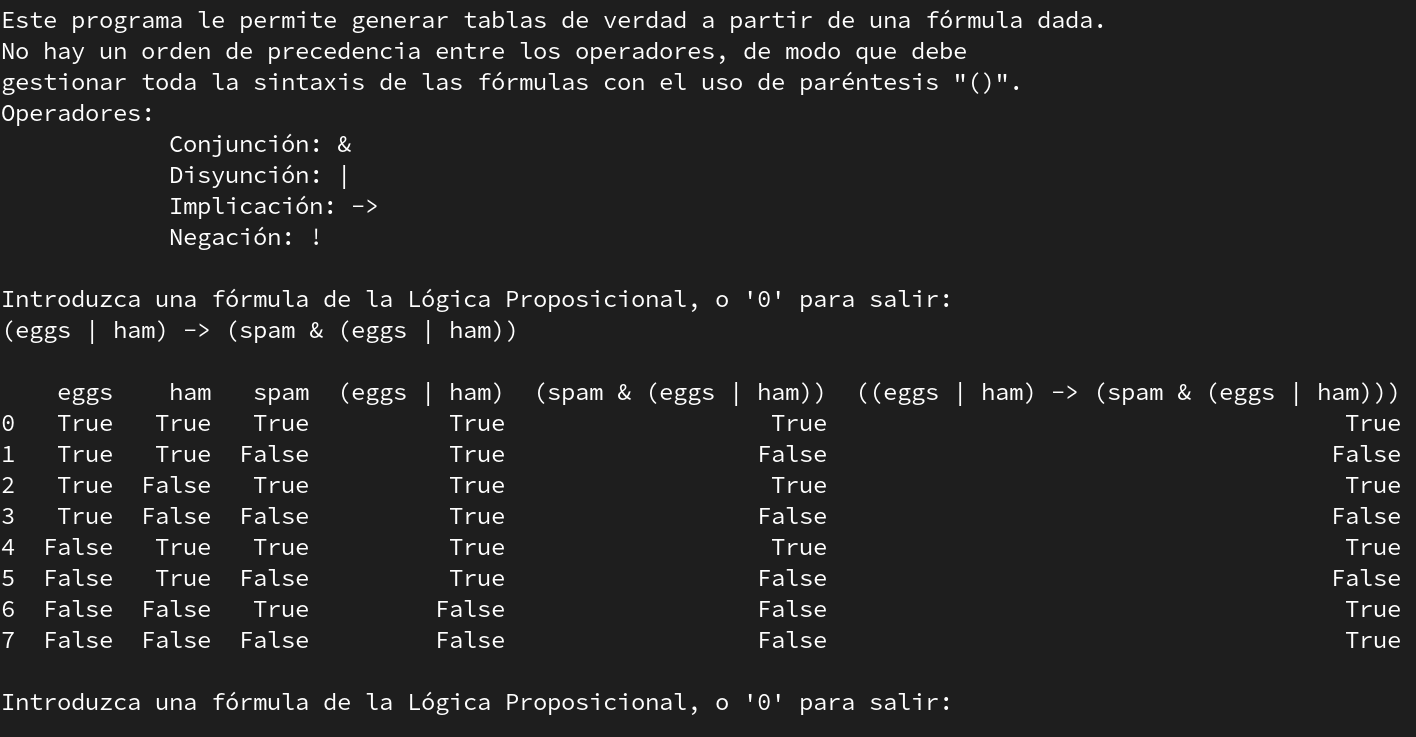 Este programa le permite generar tablas de verdad a partir de una fórmula dada.
No hay un orden de precedencia entre los operadores, de modo que debe
gestionar toda la sintaxis de las fórmulas con el uso de paréntesis "()".
Operadores:
            Conjunción: &
            Disyunción: |
            Implicación: ->
            Negación: !

Introduzca una fórmula de la Lógica Proposicional, o '0' para salir:
(eggs | ham) -> (spam & (eggs | ham))

    eggs    ham   spam  (eggs | ham)  (spam & (eggs | ham))  ((eggs | ham) -> (spam & (eggs | ham)))
0   True   True   True          True                   True                                     True
1   True   True  False          True                  False                                    False
2   True  False   True          True                   True                                     True
3   True  False  False          True                  False                                    False
4  False   True   True          True                   True                                     True
5  False   True  False          True                  False                                    False
6  False  False   True         False                  False                                     True
7  False  False  False         False                  False                                     True

Introduzca una fórmula de la Lógica Proposicional, o '0' para salir: